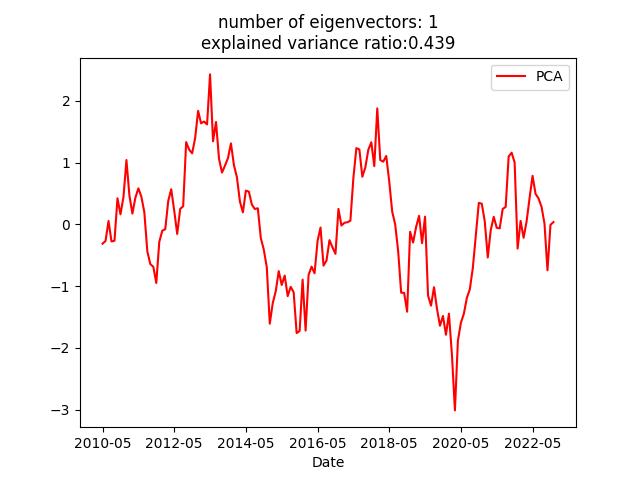 number of eigenvectors: 1
explained variance ratio:0.439
PCA
2
1
0
−1
−2
−3
2010-05 2012-05 2014-05 2016-05 2018-05 2020-05 2022-05
Date